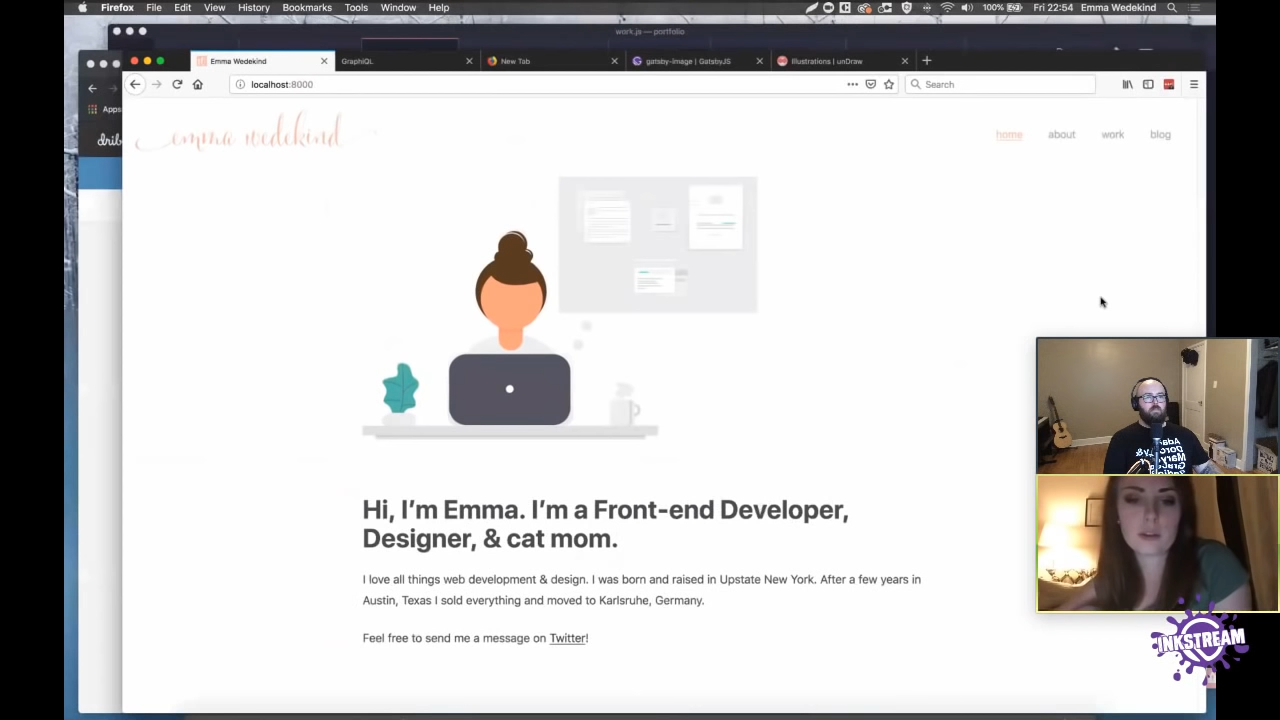 Firefox File Edit View History Bookmarks Tools Window Help 100% Fri 22:54 Emma Wedekind
work.js — portfolio
Emma Wedekind GraphiQL New Tab gatsby-image | GatsbyJS Illustrations | unDraw
localhost:8000 Search
Apps
emma wedekind home about work blog
Hi, I'm Emma. I'm a Front-end Developer,
Designer, & cat mom.
I love all things web development & design. I was born and raised in Upstate New York. After a few years in
Austin, Texas I sold everything and moved to Karlsruhe, Germany.
Feel free to send me a message on Twitter!
INKSTREAM